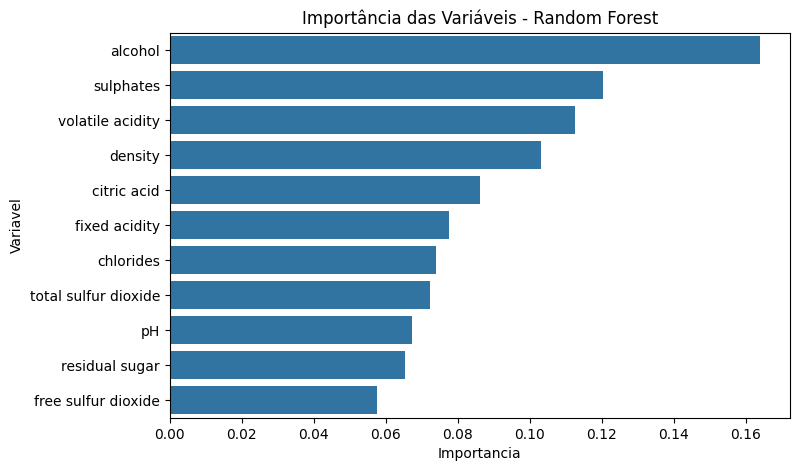 Importância das Variáveis - Random Forest
alcohol
sulphates
volatile acidity
density
citric acid
fixed acidity
chlorides
total sulfur dioxide
pH
residual sugar
free sulfur dioxide
Variavel
0.00 0.02 0.04 0.06 0.08 0.10 0.12 0.14 0.16
Importancia